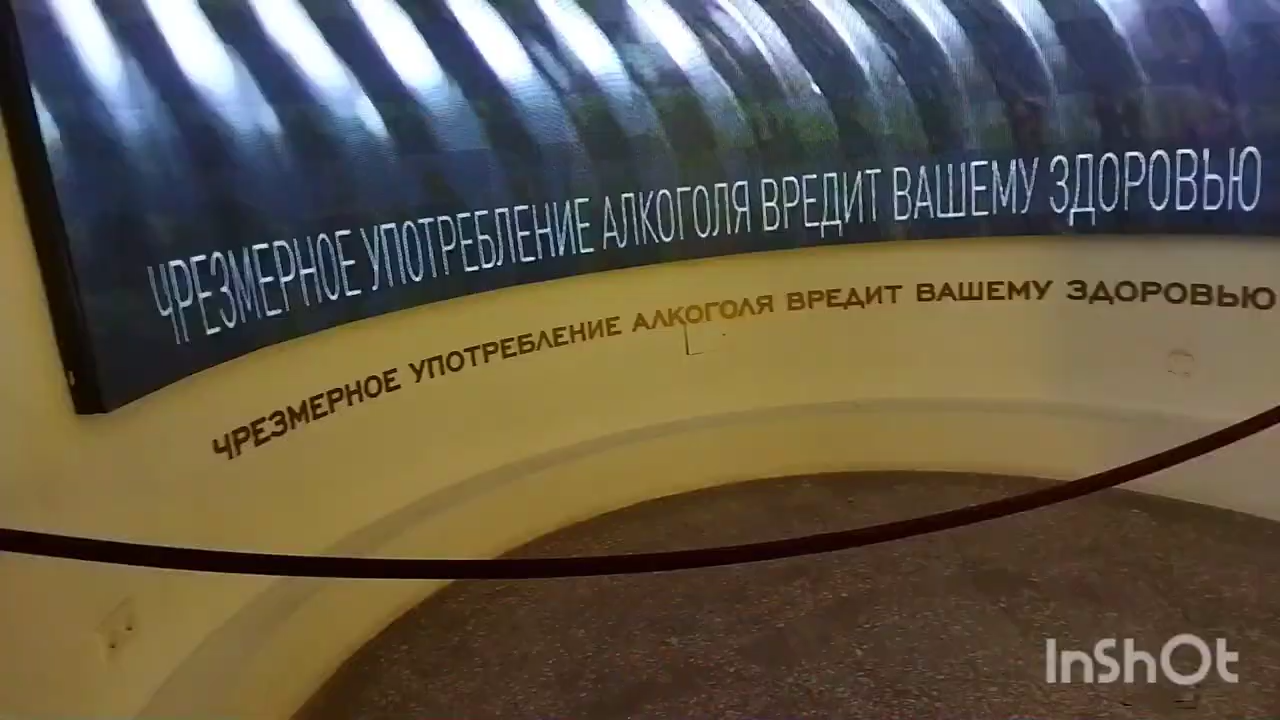 ЧРЕЗМЕРНОЕ УПОТРЕБЛЕНИЕ АЛКОГОЛЯ ВРЕДИТ ВАШЕМУ ЗДОРОВЬЮ
ЧРЕЗМЕРНОЕ УПОТРЕБЛЕНИЕ АЛКОГОЛЯ ВРЕДИТ ВАШЕМУ ЗДОРОВЬЮ
InShOt